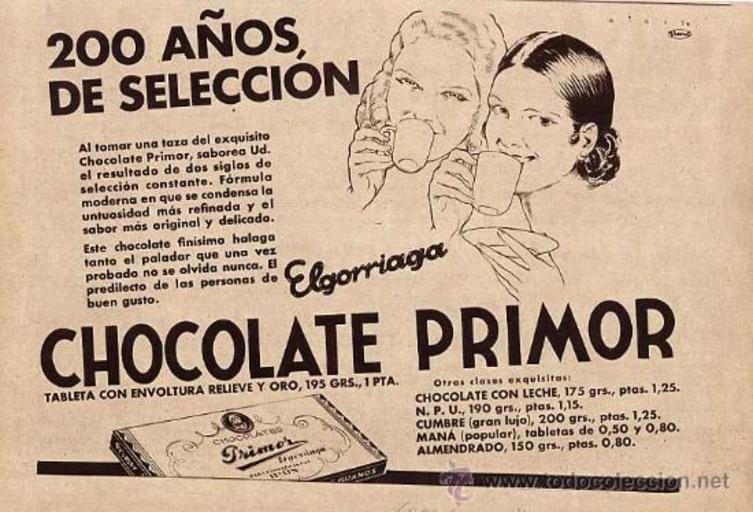 200 AÑOS,
DE SELECCIÓN
Al tomar una taza del exquisito
Chocolate Primor, saborea Ud.
el resultado de dos siglos de
selección constante. Fórmula
moderna en que se condensa la
untuosidad más refinada y el
sabor más original y delicado.
Este chocolate finísimo halaga
tanto el paladar que una vez
probado no se olvida nunca. El
predilecto de las personas de
buen gusto.
Elgorriaga
CHOCOLATE PRIMOR
TABLETA CON ENVOLTURA RELIEVE Y ORO, 195 GRS., 1 PTA.
Otras clases exquisitas:
CHOCOLATE CON LECHE, 175 grs., ptas. 1,25.
N. P. U., 190 grs., ptas. 1,15.
CUMBRE (gran lujo), 200 grs., ptas. 1,25.
MANÁ (popular), tabletas de 0,50 y 0,80.
ALMENDRADO, 150 grs., ptas. 0,80.
CHOCOLATES
Primor
Elgorriaga
IRUN
www.todocoleccion.net